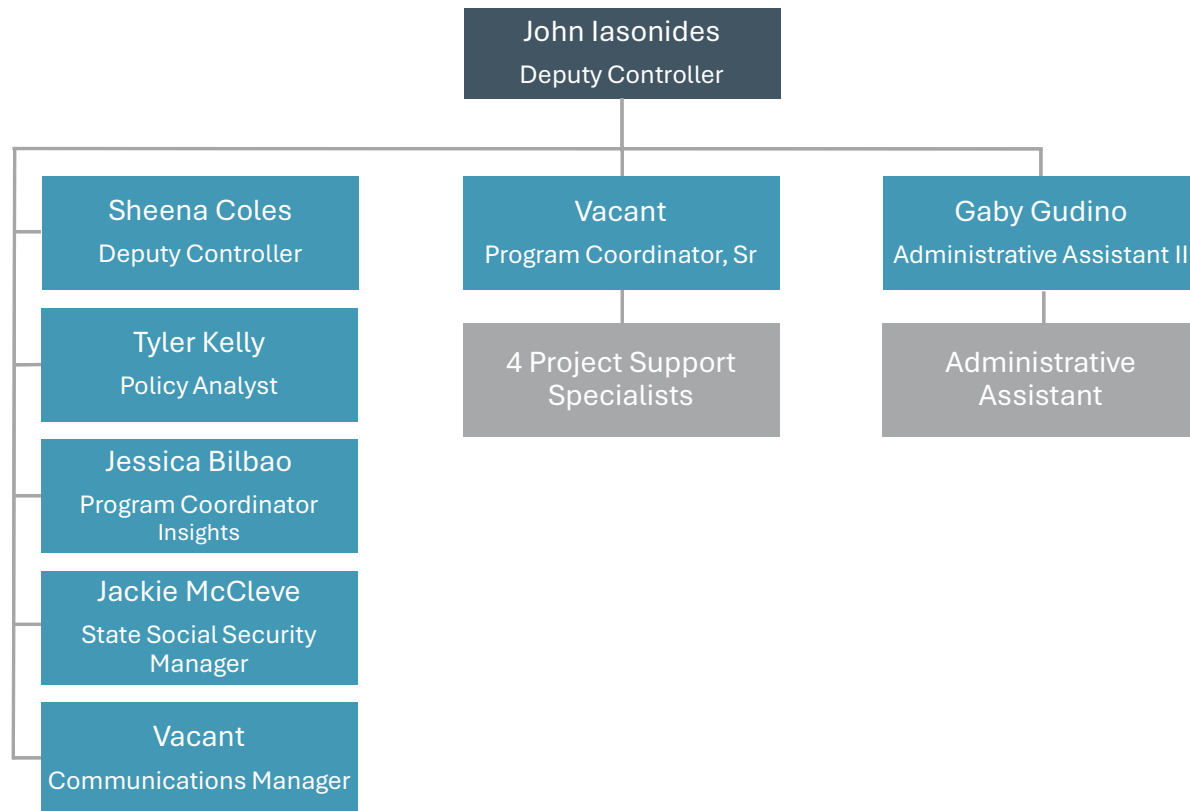 John Iasonides
Deputy Controller
Sheena Coles
Deputy Controller
Tyler Kelly
Policy Analyst
Jessica Bilbao
Program Coordinator
Insights
Jackie McCleve
State Social Security
Manager
Vacant
Communications Manager
Vacant
Program Coordinator, Sr
4 Project Support
Specialists
Gaby Gudino
Administrative Assistant II
Administrative
Assistant